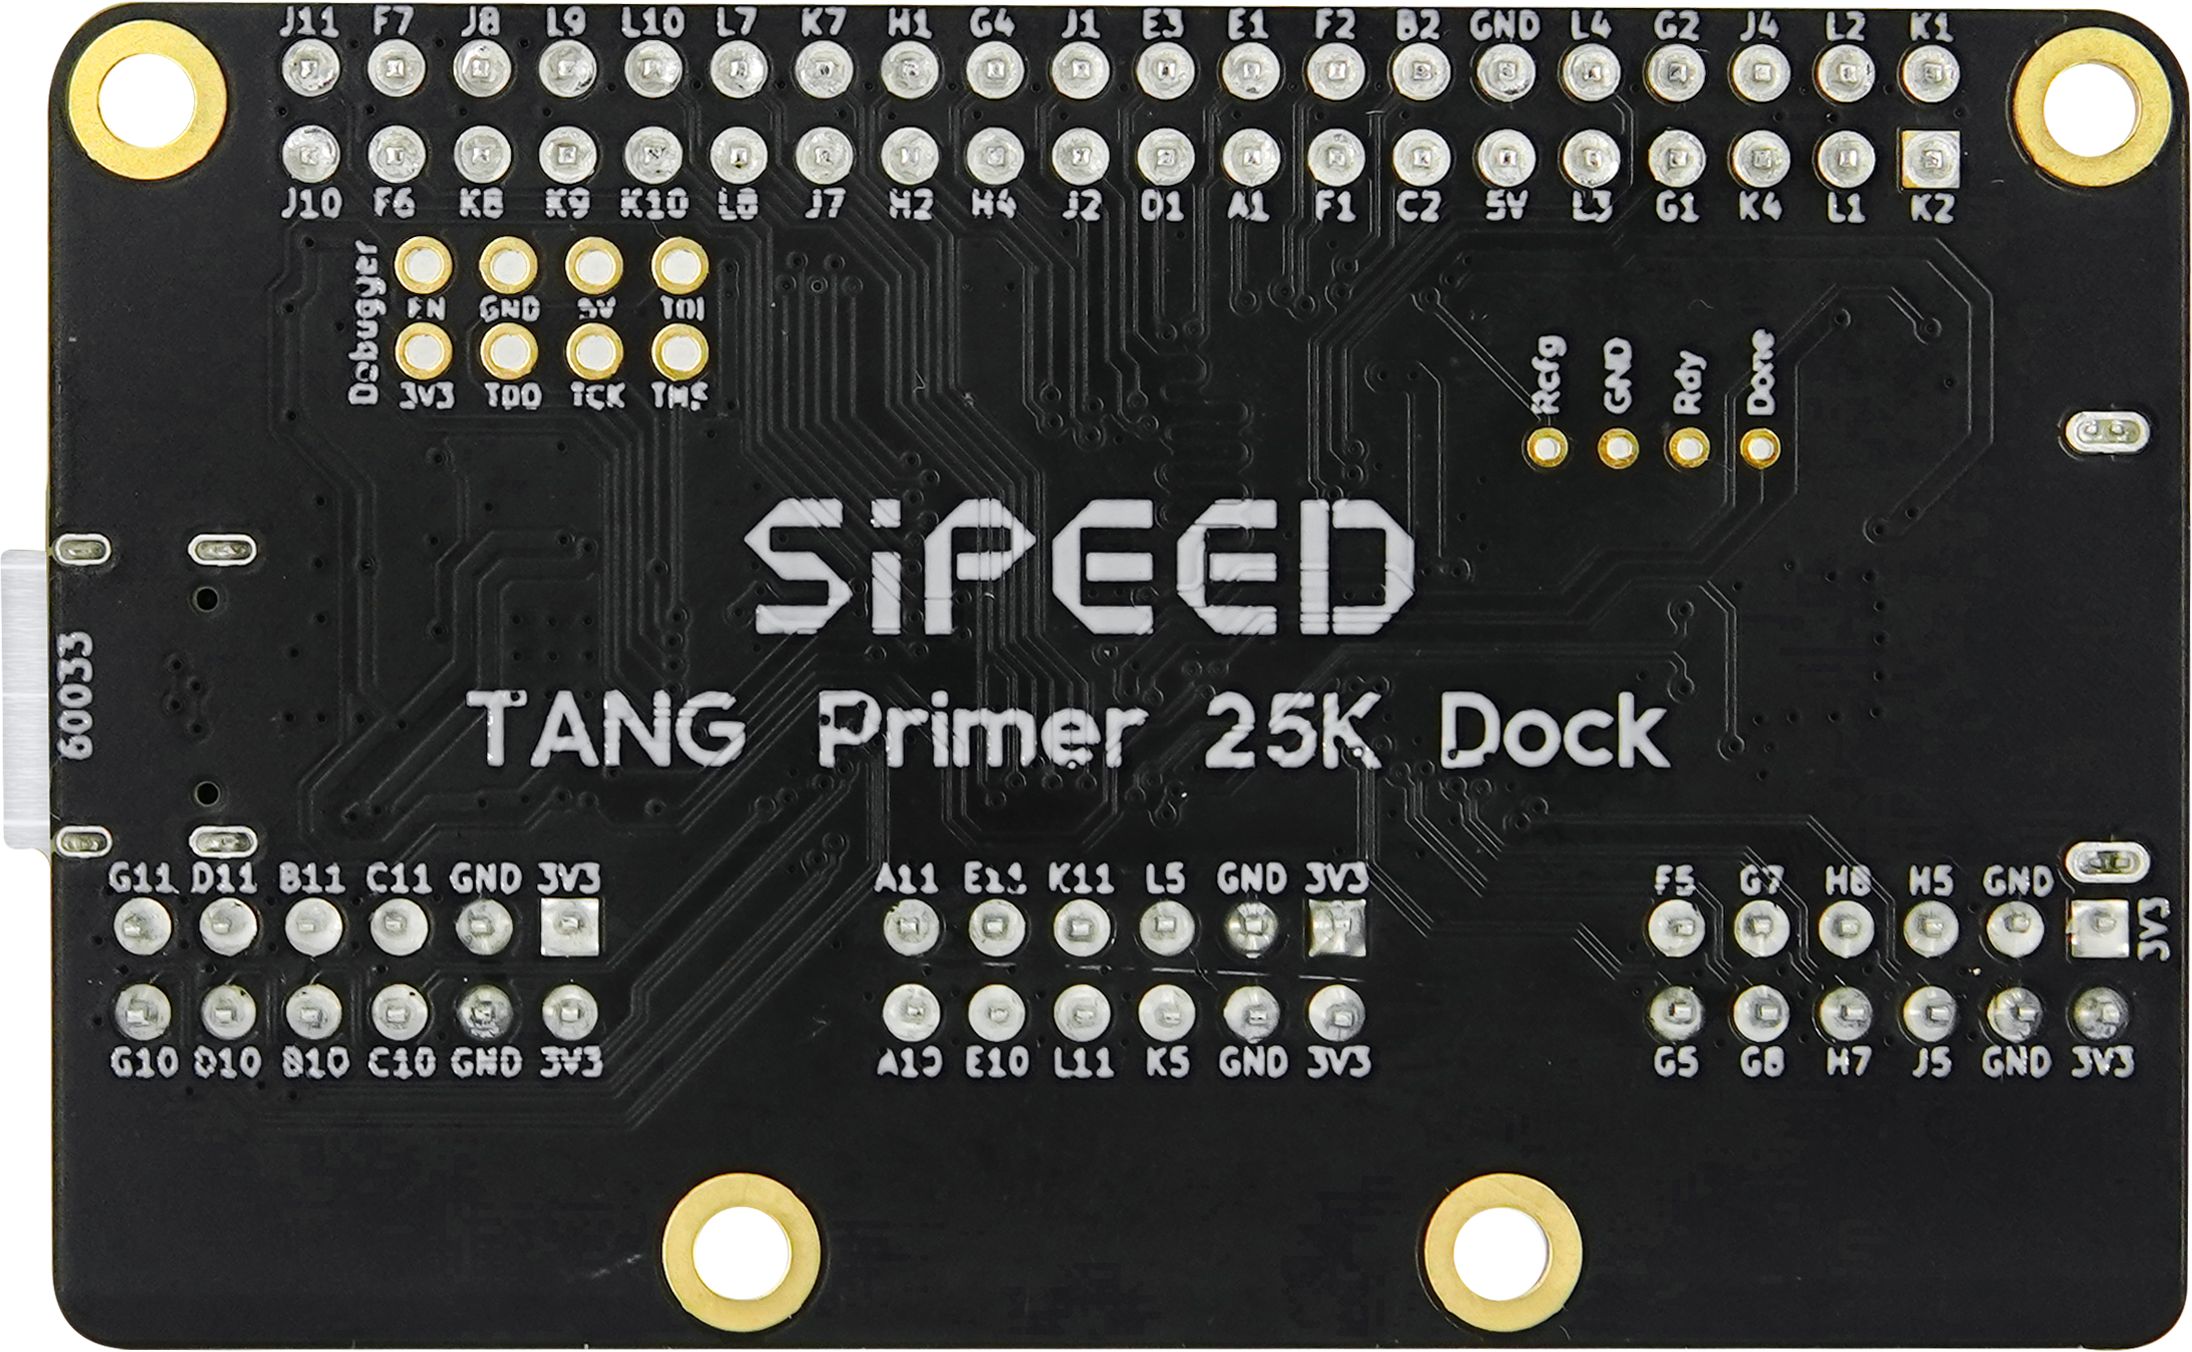 J11 F7 J8 L9 L10 L7 K7 H1 G4 J1 E3 E1 F2 B2 GND L4 G2 J4 L2 K1
J10 F6 K8 K9 K10 L8 J7 H2 H4 J2 D1 A1 F1 C2 5V L3 G1 K4 L1 K2
Debugger
EN GND 5V TDI
3V3 TDO TCK TMS
Rcfg
GND
Rdy
Done
SiPEED
60033
TANG Primer 25K Dock
G11 D11 B11 C11 GND 3V3
G10 D10 B10 C10 GND 3V3
A11 E11 K11 L5 GND 3V3
A10 E10 L11 K5 GND 3V3
F5 G7 H8 H5 GND 3V3
G5 G8 H7 J5 GND 3V3